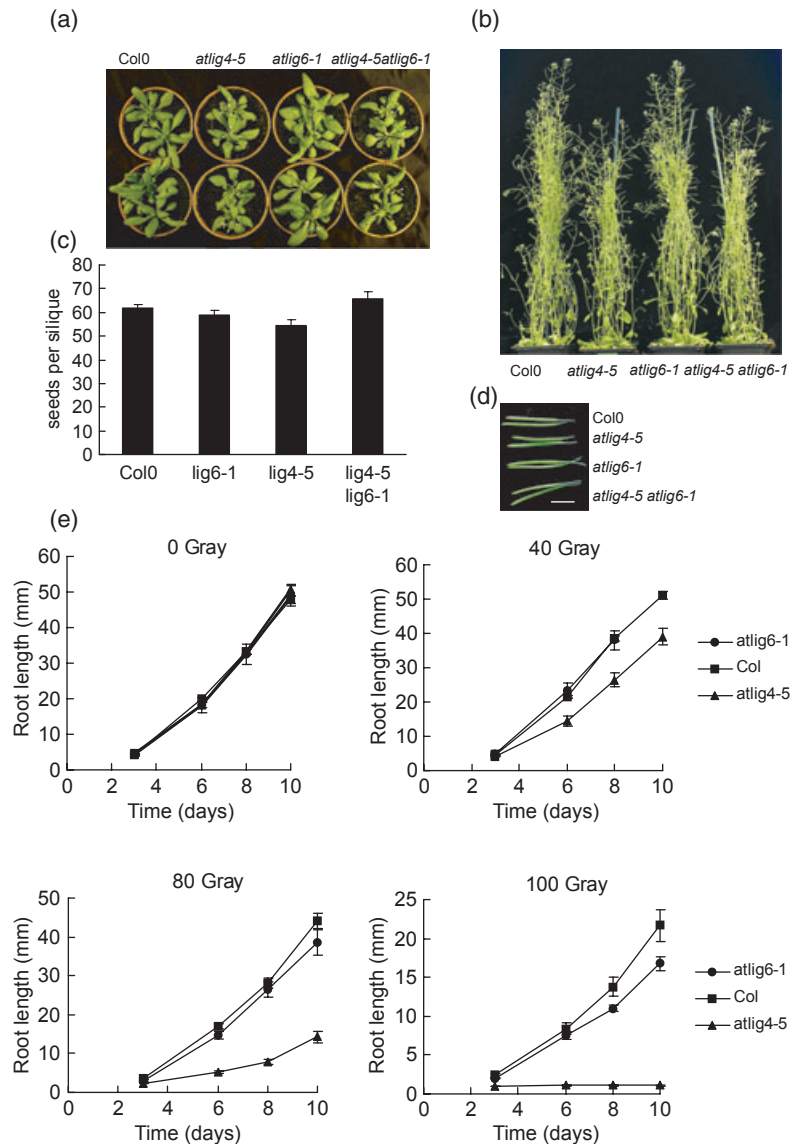 (a)
Col0 atlig4-5 atlig6-1 atlig4-5atlig6-1
(b)
Col0 atlig4-5 atlig6-1 atlig4-5 atlig6-1
(c)
seeds per silique
80
70
60
50
40
30
20
10
0
Col0 lig6-1 lig4-5 lig4-5
lig6-1
(d)
Col0
atlig4-5
atlig6-1
atlig4-5 atlig6-1
(e)
0 Gray
Root length (mm)
60
50
40
30
20
10
0
0 2 4 6 8 10
Time (days)
40 Gray
Root length (mm)
60
50
40
30
20
10
0
0 2 4 6 8 10
Time (days)
atlig6-1
Col
atlig4-5
80 Gray
Root length (mm)
50
40
30
20
10
0
0 2 4 6 8 10
Time (days)
100 Gray
Root length (mm)
25
20
15
10
5
0
0 2 4 6 8 10
Time (days)
atlig6-1
Col
atlig4-5